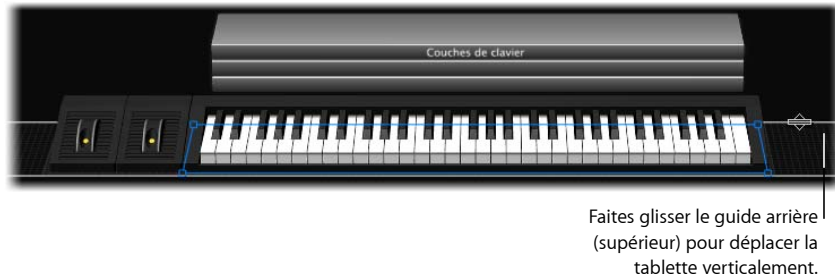 Couches de clavier
Faites glisser le guide arrière
(supérieur) pour déplacer la
tablette verticalement.